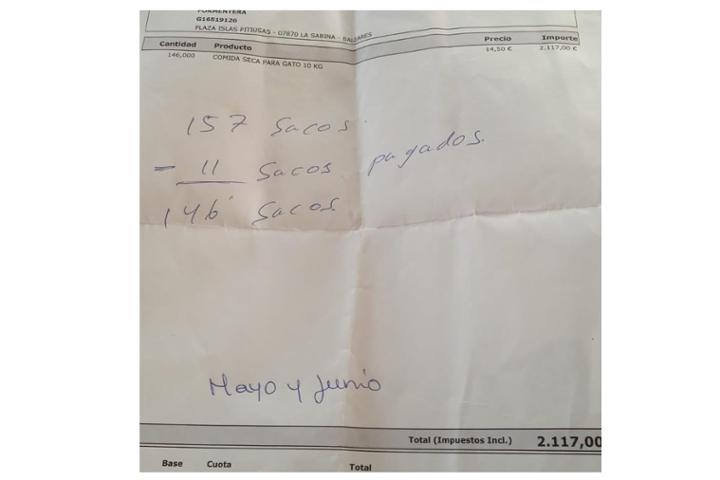 FORMENTERA
G16519120
PLAZA ISLAS PITIUSAS - 07870 LA SABINA - BALEARES
Cantidad Producto Precio Importe
146,000 COMIDA SECA PARA GATO 10 KG 14,50 € 2.117,00 €
157 Sacos.
- 11 Sacos pagados.
146 Sacos
Mayo y Junio
Total (Impuestos Incl.) 2.117,00
Base Cuota Total